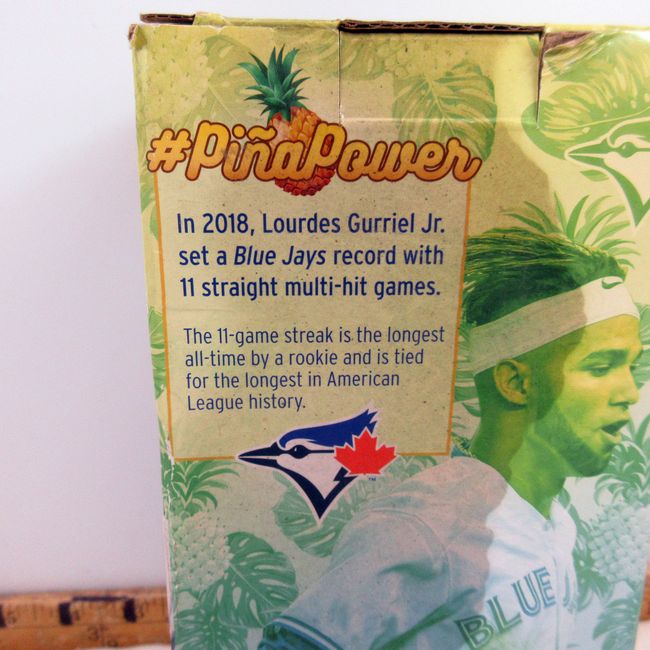 #PiñaPower
In 2018, Lourdes Gurriel Jr.
set a Blue Jays record with
11 straight multi-hit games.
The 11-game streak is the longest
all-time by a rookie and is tied
for the longest in American
League history.
TM
BLUE